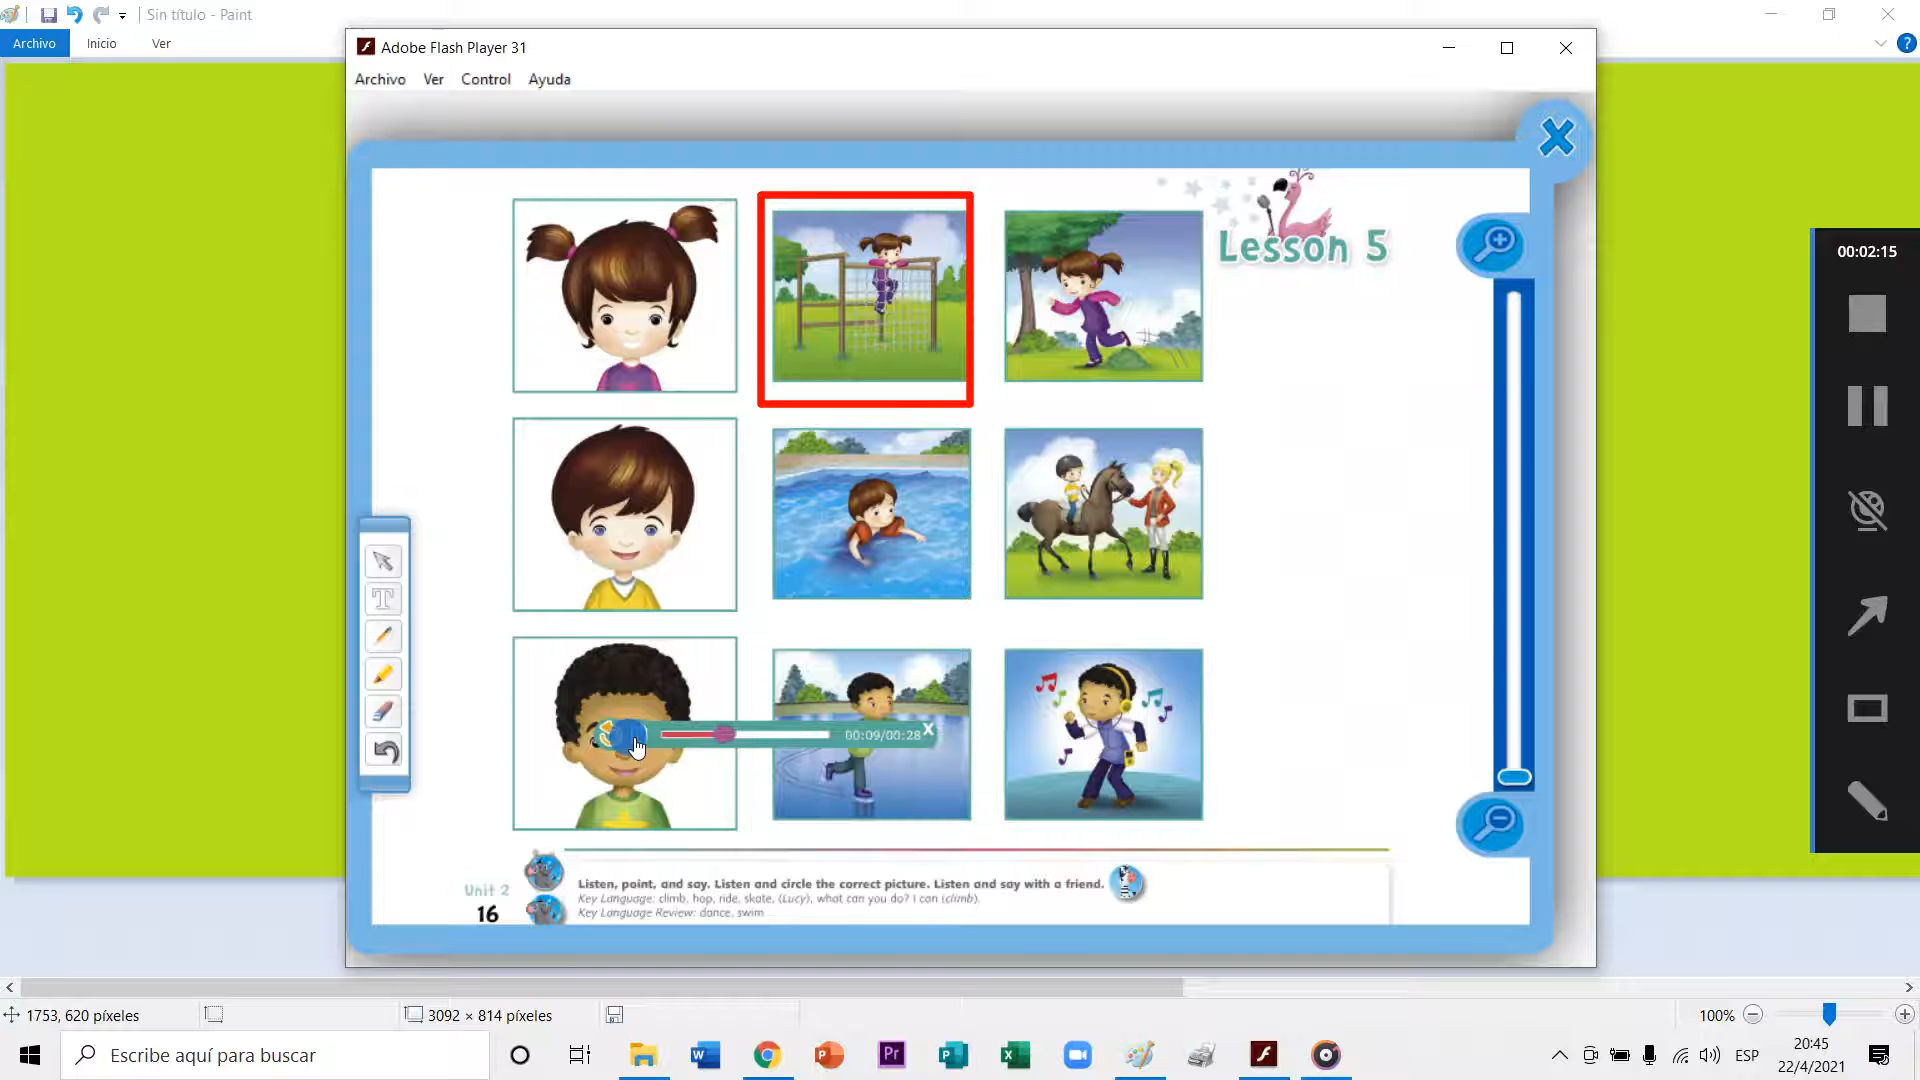 Sin título - Paint
Archivo Inicio Ver
Adobe Flash Player 31
Archivo Ver Control Ayuda
Lesson 5
00:02:15
T
00:09/00:28 X
Listen, point, and say. Listen and circle the correct picture. Listen and say with a friend.
Unit 2
Key Language: climb, hop, ride, skate, (Lucy), what can you do? I can (climb).
16
Key Language Review: dance, swim
1753, 620 píxeles
3092 × 814 píxeles
100%
Escribe aquí para buscar
ESP
20:45
22/4/2021